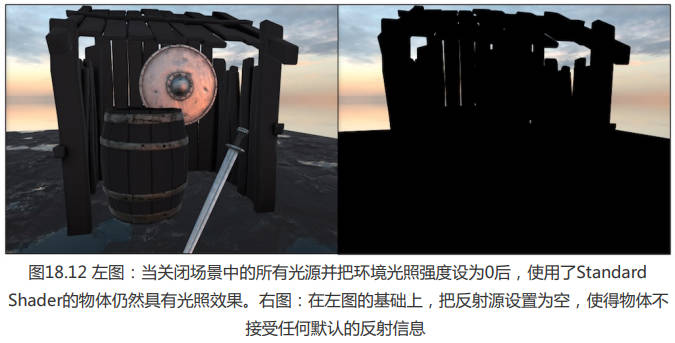 图18.12 左图：当关闭场景中的所有光源并把环境光照强度设为0后，使用了Standard
Shader的物体仍然具有光照效果。右图：在左图的基础上，把反射源设置为空，使得物体不
接受任何默认的反射信息